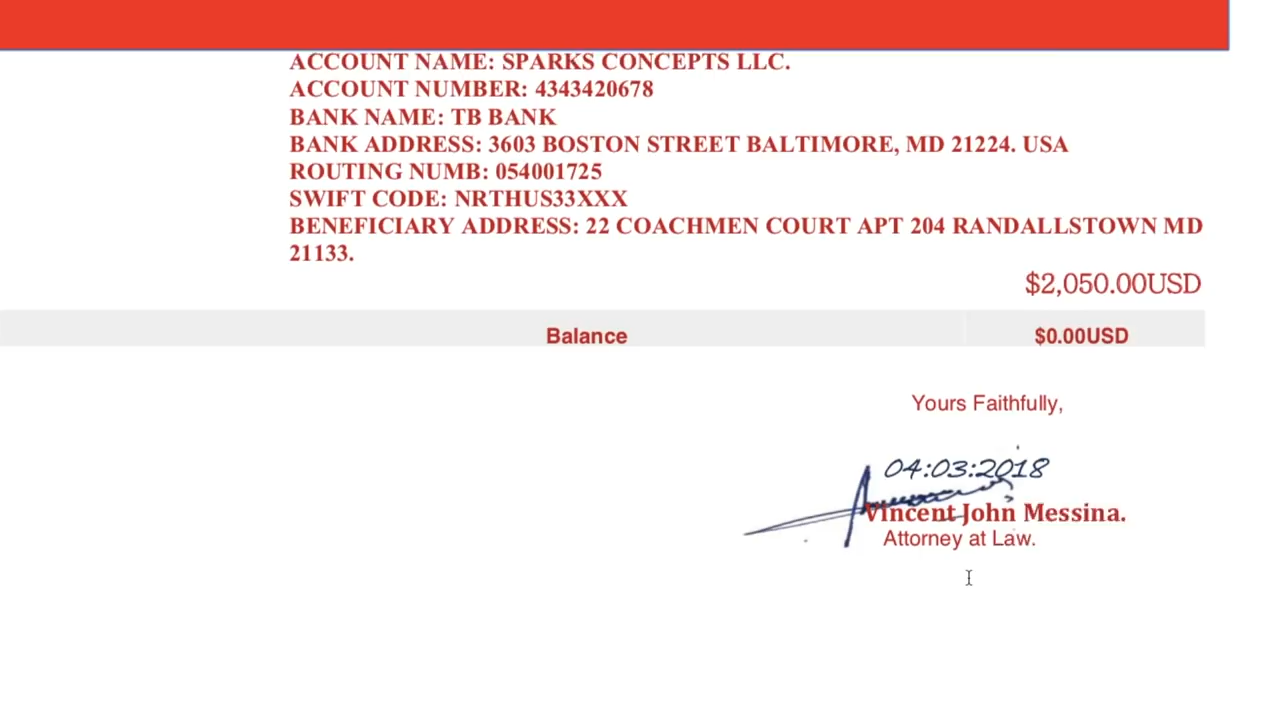 ACCOUNT NAME: SPARKS CONCEPTS LLC.
ACCOUNT NUMBER: 4343420678
BANK NAME: TB BANK
BANK ADDRESS: 3603 BOSTON STREET BALTIMORE, MD 21224. USA
ROUTING NUMB: 054001725
SWIFT CODE: NRTHUS33XXX
BENEFICIARY ADDRESS: 22 COACHMEN COURT APT 204 RANDALLSTOWN MD
21133.
$2,050.00USD
Balance $0.00USD
Yours Faithfully,
04:03:2018
Vincent John Messina.
Attorney at Law.